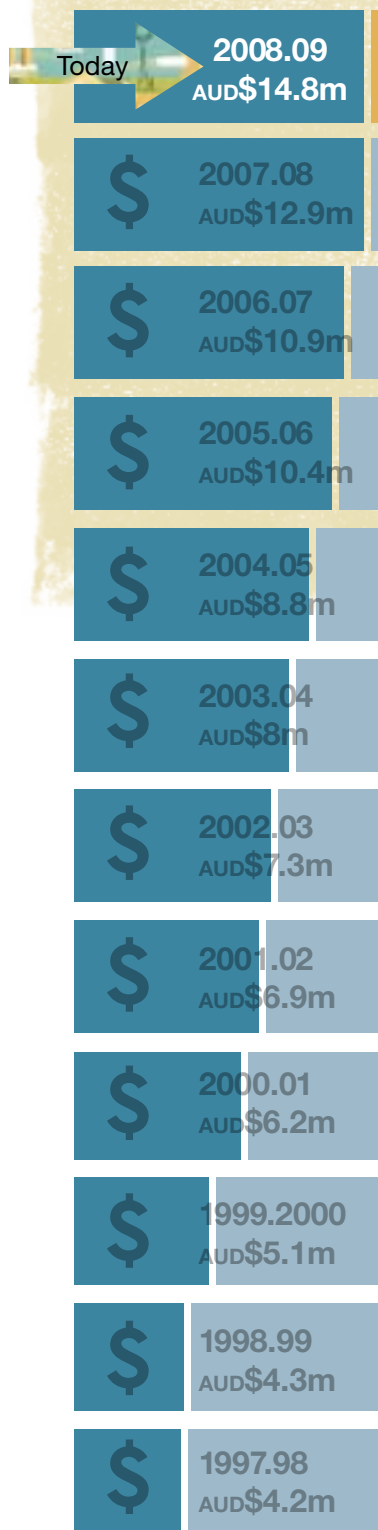 Today
2008.09
AUD$14.8m
$
2007.08
AUD$12.9m
$
2006.07
AUD$10.9m
$
2005.06
AUD$10.4m
$
2004.05
AUD$8.8m
$
2003.04
AUD$8m
$
2002.03
AUD$7.3m
$
2001.02
AUD$6.9m
$
2000.01
AUD$6.2m
$
1999.2000
AUD$5.1m
$
1998.99
AUD$4.3m
$
1997.98
AUD$4.2m